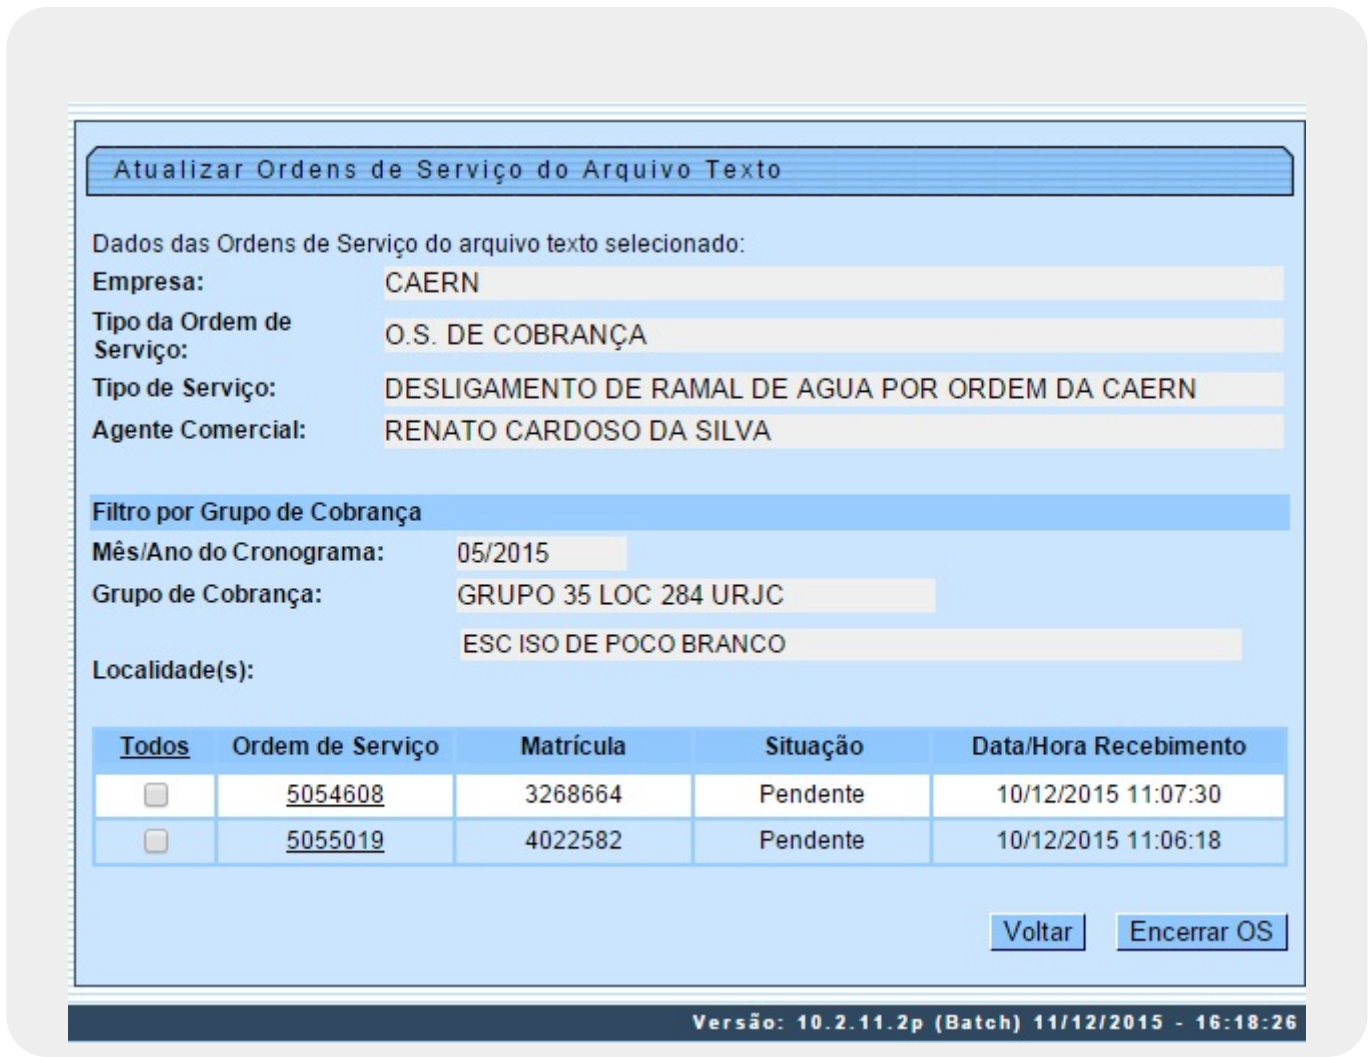 Atualizar Ordens de Serviço do Arquivo Texto
Dados das Ordens de Serviço do arquivo texto selecionado:
Empresa: CAERN
Tipo da Ordem de
Serviço: O.S. DE COBRANÇA
Tipo de Serviço: DESLIGAMENTO DE RAMAL DE AGUA POR ORDEM DA CAERN
Agente Comercial: RENATO CARDOSO DA SILVA
Filtro por Grupo de Cobrança
Mês/Ano do Cronograma: 05/2015
Grupo de Cobrança: GRUPO 35 LOC 284 URJC
ESC ISO DE POCO BRANCO
Localidade(s):
Todos Ordem de Serviço Matrícula Situação Data/Hora Recebimento
5054608 3268664 Pendente 10/12/2015 11:07:30
5055019 4022582 Pendente 10/12/2015 11:06:18
Voltar Encerrar OS
Versão: 10.2.11.2p (Batch) 11/12/2015 - 16:18:26